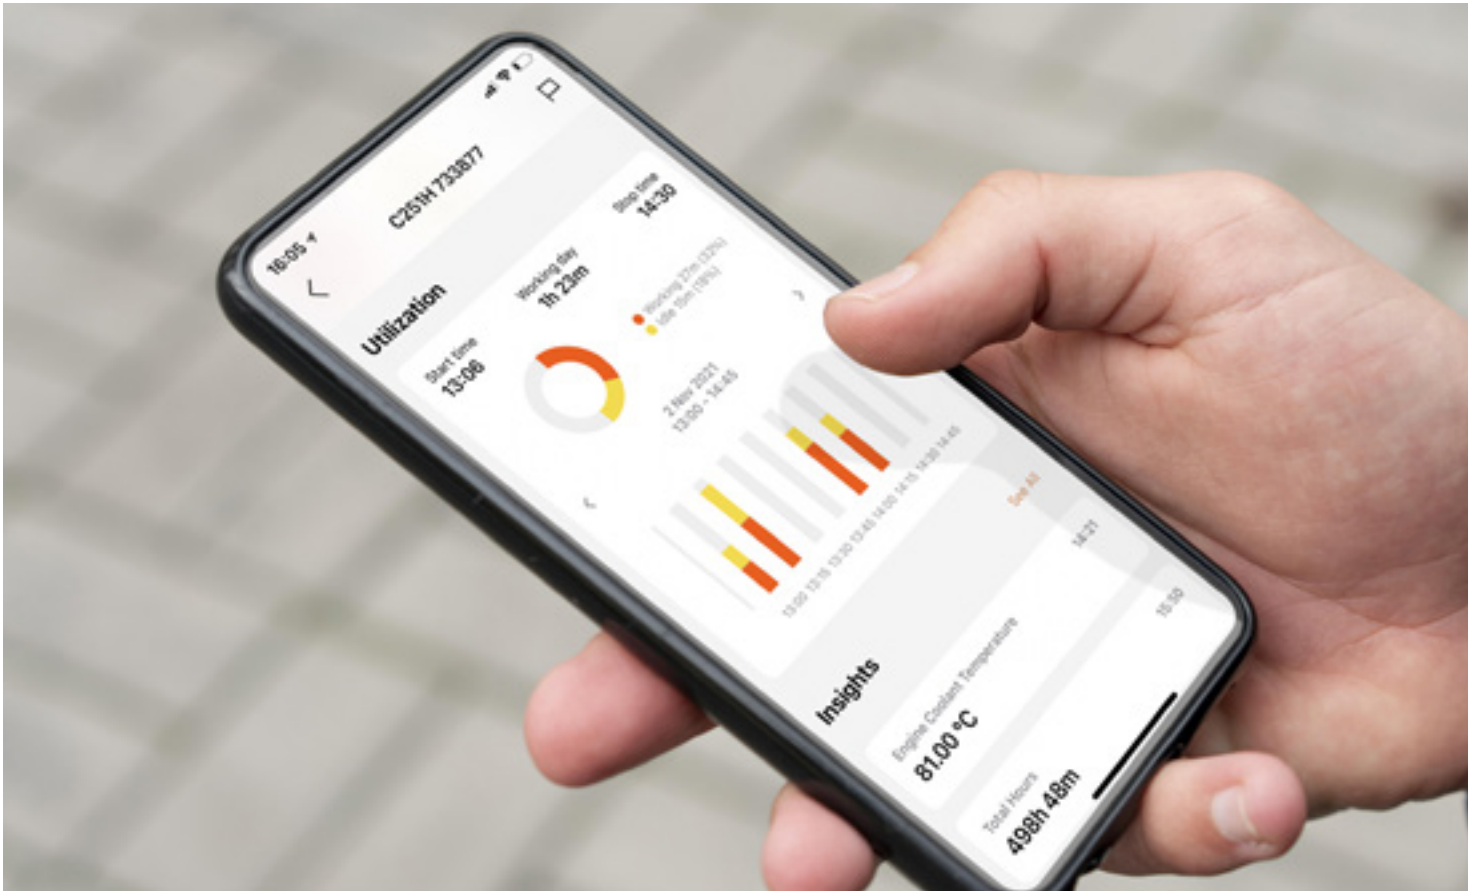 16:05
C251H 733877
Utilization
Start time
13:06
Working day
1h 23m
Stop time
14:30
Working 27m (32%)
Idle 15m (18%)
2 Nov 2021
13:00 - 14:45
13:00 13:15 13:30 13:45 14:00 14:15 14:30 14:45
Insights
See All
Engine Coolant Temperature
14:21
81.00 °C
Total Hours
15:50
498h 48m